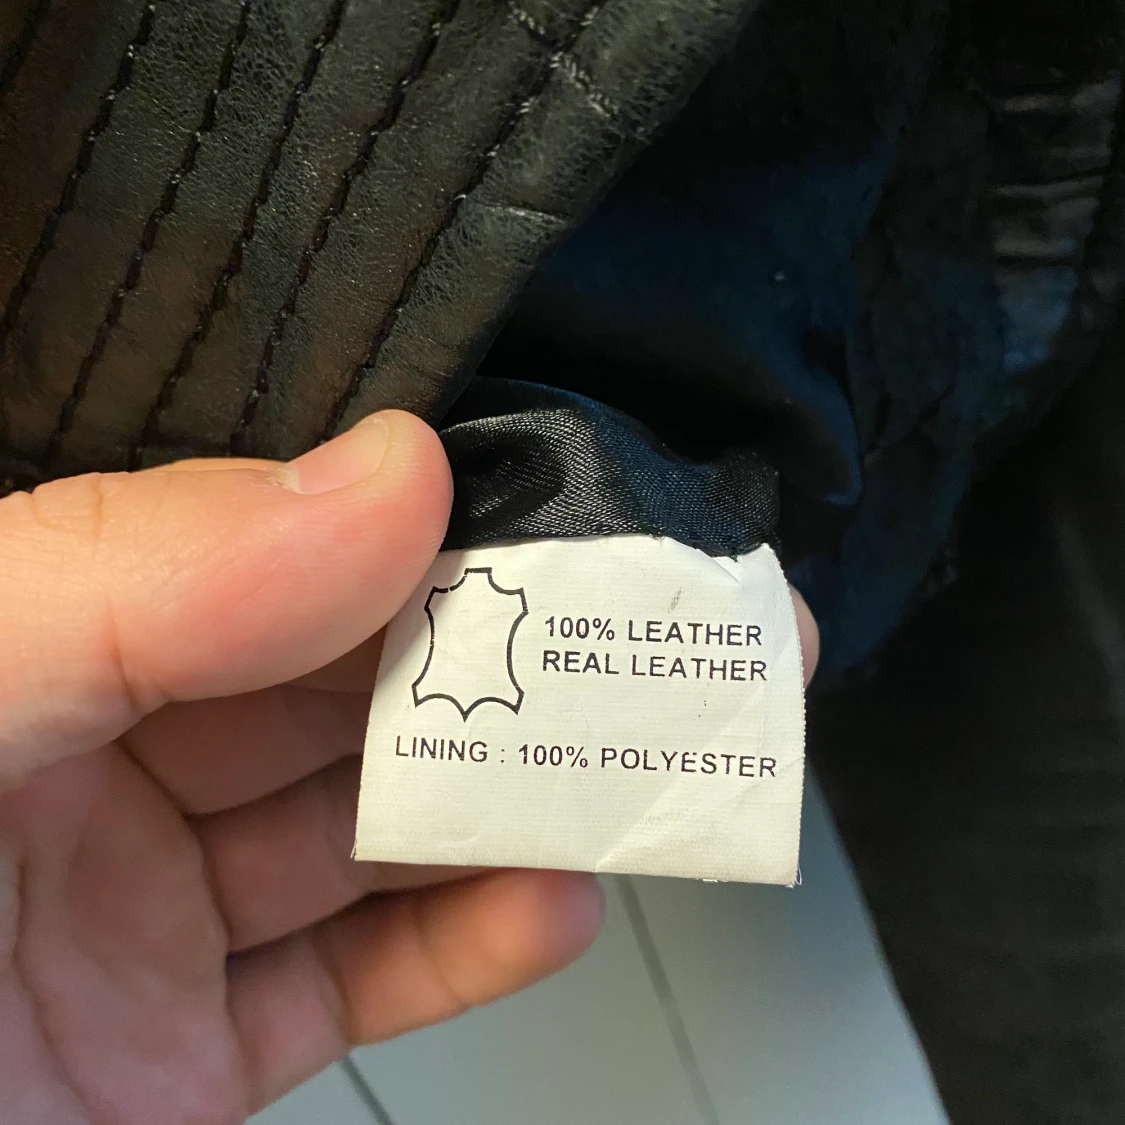 100% LEATHER
REAL LEATHER
LINING : 100% POLYESTER